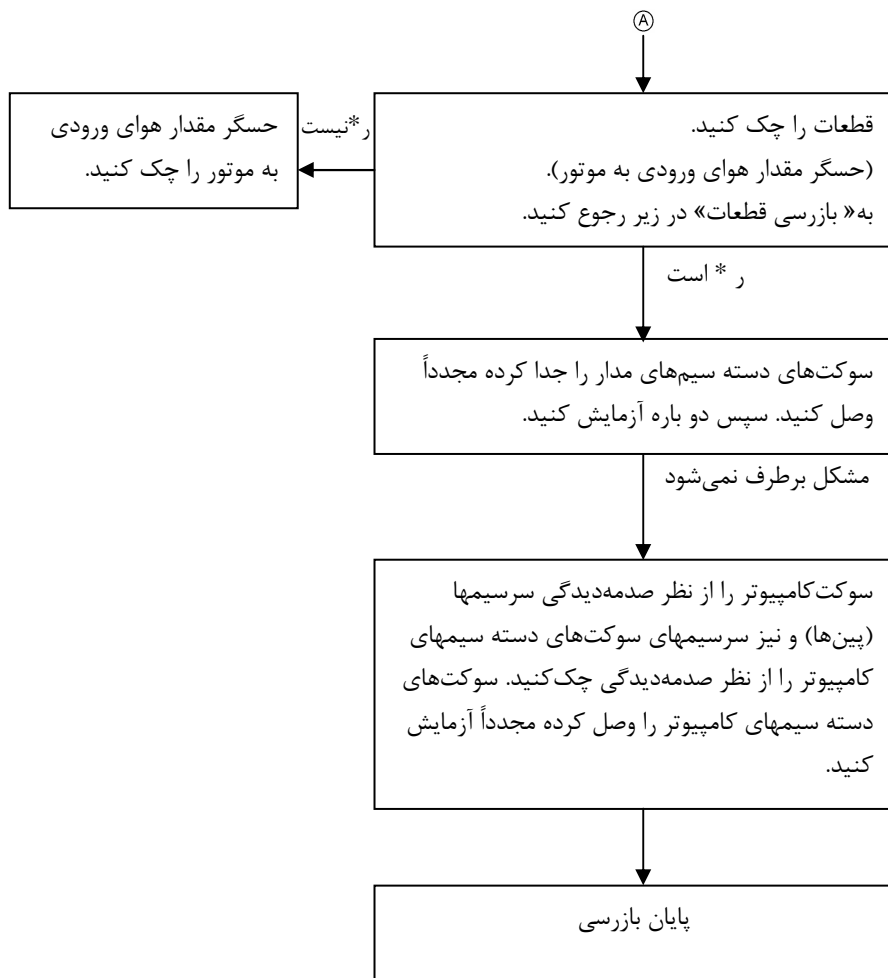 Ⓐ
قطعات را چک کنید.
(حسگر مقدار هوای ورودی به موتور).
به« بازرسی قطعات» در زیر رجوع کنید.
ر*نیست
حسگر مقدار هوای ورودی
به موتور را چک کنید.
ر * است
سوکت‌های دسته سیم‌های مدار را جدا کرده مجدداً
وصل کنید. سپس دو باره آزمایش کنید.
مشکل برطرف نمی‌شود
سوکت‌کامپیوتر را از نظر صدمه‌دیدگی سرسیمها
(پین‌ها) و نیز سرسیمهای سوکت‌های دسته سیمهای
کامپیوتر را از نظر صدمه‌دیدگی چک‌کنید. سوکت‌های
دسته سیمهای کامپیوتر را وصل کرده مجدداً آزمایش
کنید.
پایان بازرسی